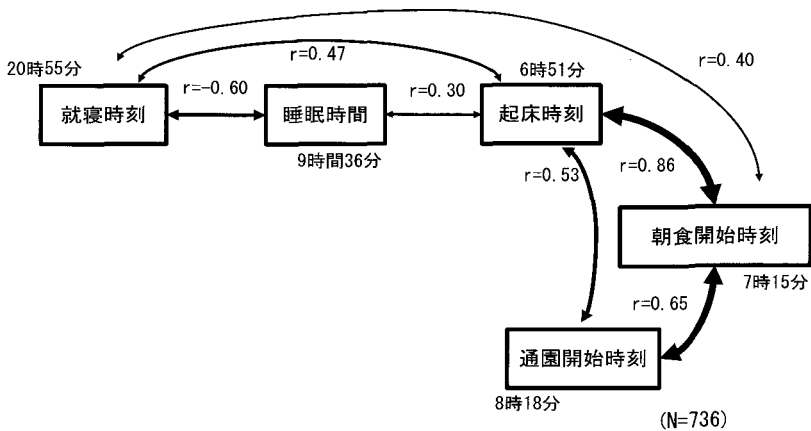 r=0.47
r=0.40
20時55分
6時51分
r=-0.60
r=0.30
就寝時刻
睡眠時間
起床時刻
9時間36分
r=0.53
r=0.86
朝食開始時刻
7時15分
r=0.65
通園開始時刻
8時18分
(N=736)